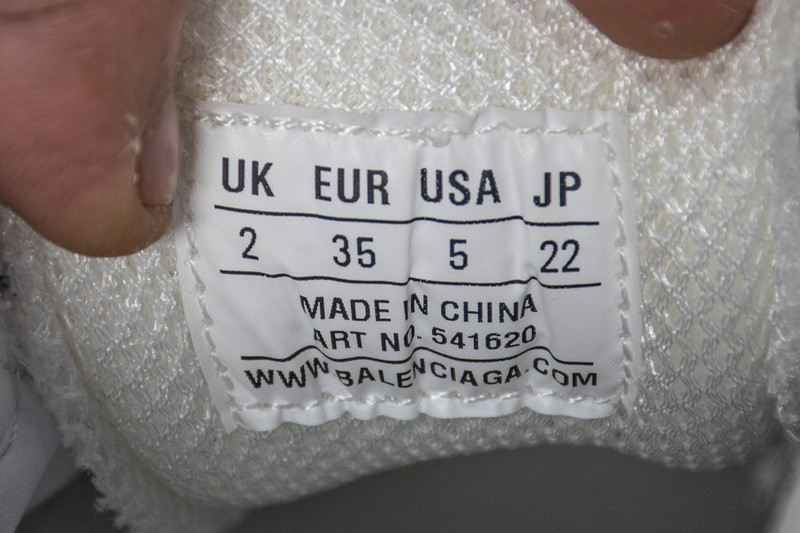 UK EUR USA JP
2 35 5 22
MADE IN CHINA
ART NO. 541620
WWW.BALENCIAGA.COM